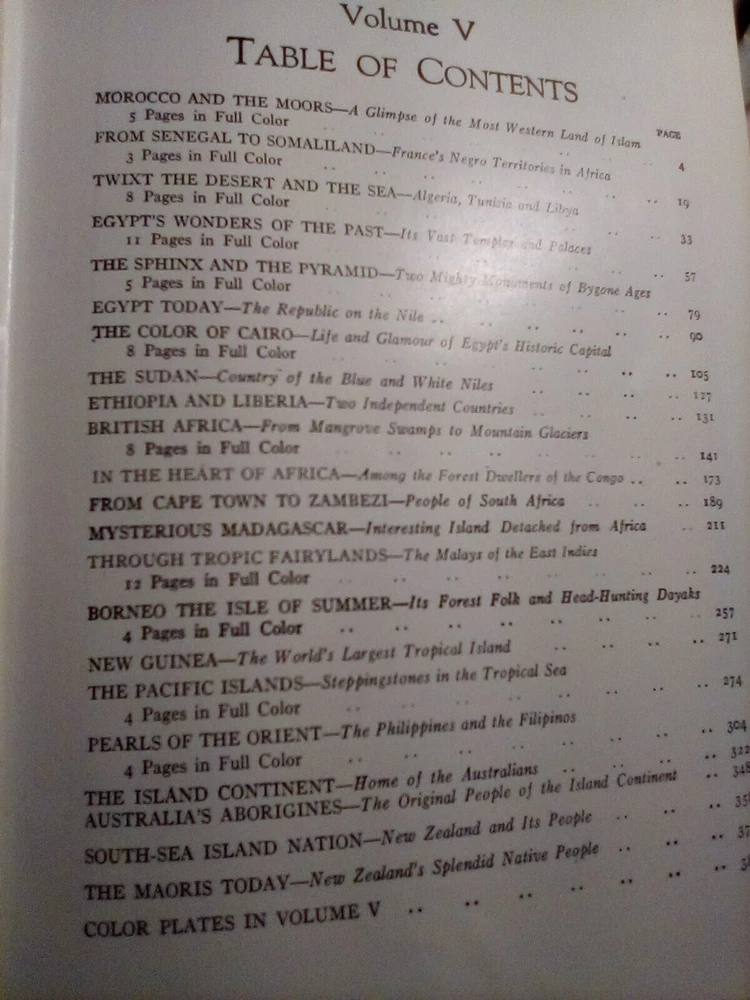 Volume V
TABLE OF CONTENTS
PAGE
MOROCCO AND THE MOORS—A Glimpse of the Most Western Land of Islam
5 Pages in Full Color .. .. .. .. 4
FROM SENEGAL TO SOMALILAND—France's Negro Territories in Africa
3 Pages in Full Color .. .. .. .. 19
TWIXT THE DESERT AND THE SEA—Algeria, Tunisia and Libya
8 Pages in Full Color .. .. .. .. 33
EGYPT'S WONDERS OF THE PAST—Its Vast Temples and Palaces
11 Pages in Full Color .. .. .. .. 57
THE SPHINX AND THE PYRAMID—Two Mighty Monuments of Bygone Ages
5 Pages in Full Color .. .. .. .. 79
EGYPT TODAY—The Republic on the Nile .. .. .. .. .. 90
THE COLOR OF CAIRO—Life and Glamour of Egypt's Historic Capital
8 Pages in Full Color .. .. .. .. 105
THE SUDAN—Country of the Blue and White Niles .. .. .. .. 127
ETHIOPIA AND LIBERIA—Two Independent Countries .. .. .. .. 131
BRITISH AFRICA—From Mangrove Swamps to Mountain Glaciers
8 Pages in Full Color .. .. .. .. 141
IN THE HEART OF AFRICA—Among the Forest Dwellers of the Congo .. .. 173
FROM CAPE TOWN TO ZAMBEZI—People of South Africa .. .. .. 189
MYSTERIOUS MADAGASCAR—Interesting Island Detached from Africa .. 211
THROUGH TROPIC FAIRYLANDS—The Malays of the East Indies
12 Pages in Full Color .. .. .. .. 224
BORNEO THE ISLE OF SUMMER—Its Forest Folk and Head-Hunting Dayaks
4 Pages in Full Color .. .. .. .. 257
NEW GUINEA—The World's Largest Tropical Island .. .. .. 271
THE PACIFIC ISLANDS—Steppingstones in the Tropical Sea
4 Pages in Full Color .. .. .. .. 274
PEARLS OF THE ORIENT—The Philippines and the Filipinos
4 Pages in Full Color .. .. .. .. 304
THE ISLAND CONTINENT—Home of the Australians .. .. .. 322
AUSTRALIA'S ABORIGINES—The Original People of the Island Continent .. 348
SOUTH-SEA ISLAND NATION—New Zealand and Its People .. .. ..
THE MAORIS TODAY—New Zealand's Splendid Native People .. .. ..
COLOR PLATES IN VOLUME V .. .. .. .. .. ..